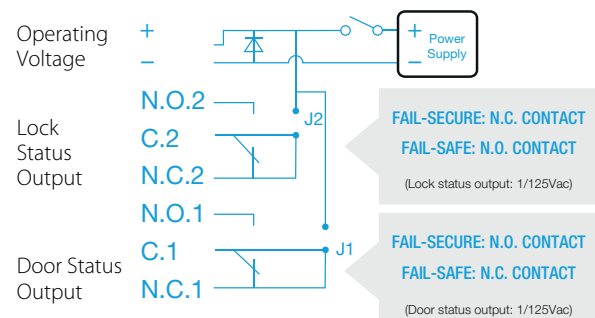 Operating
Voltage
+
−
+
−
Power
Supply
Lock
Status
Output
N.O.2
C.2
N.C.2
J2
FAIL-SECURE: N.C. CONTACT
FAIL-SAFE: N.O. CONTACT
(Lock status output: 1/125Vac)
Door Status
Output
N.O.1
C.1
N.C.1
J1
FAIL-SECURE: N.O. CONTACT
FAIL-SAFE: N.C. CONTACT
(Door status output: 1/125Vac)